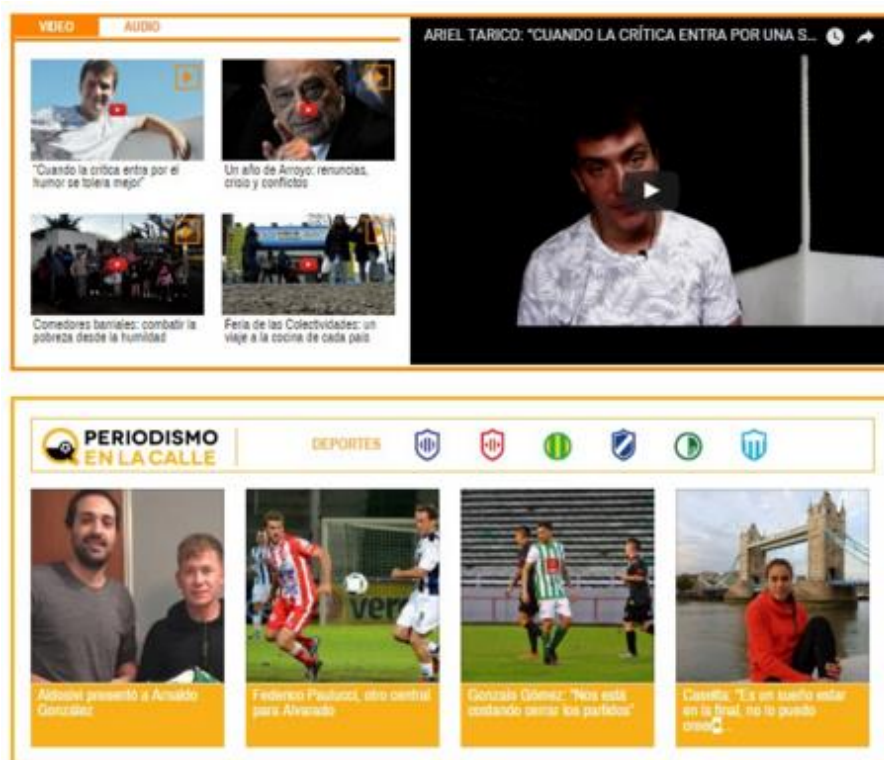 VIDEO AUDIO
ARIEL TARICO: "CUANDO LA CRÍTICA ENTRA POR UNA S...
"Cuando la crítica entra por el
humor se tolera mejor"
Un año de Arroyo: renuncias,
crisis y conflictos
Comedores barriales: combatir la
pobreza desde la humildad
Feria de las Colectividades: un
viaje a la cocina de cada país
PERIODISMO
EN LA CALLE
DEPORTES
Aldosivi presentó a Arnaldo
González
Federico Paulucci, otro central
para Alvarado
Gonzalo Gómez: "Nos está
costando cerrar los partidos"
Casetta: "Es un sueño estar
en la final, no lo puedo